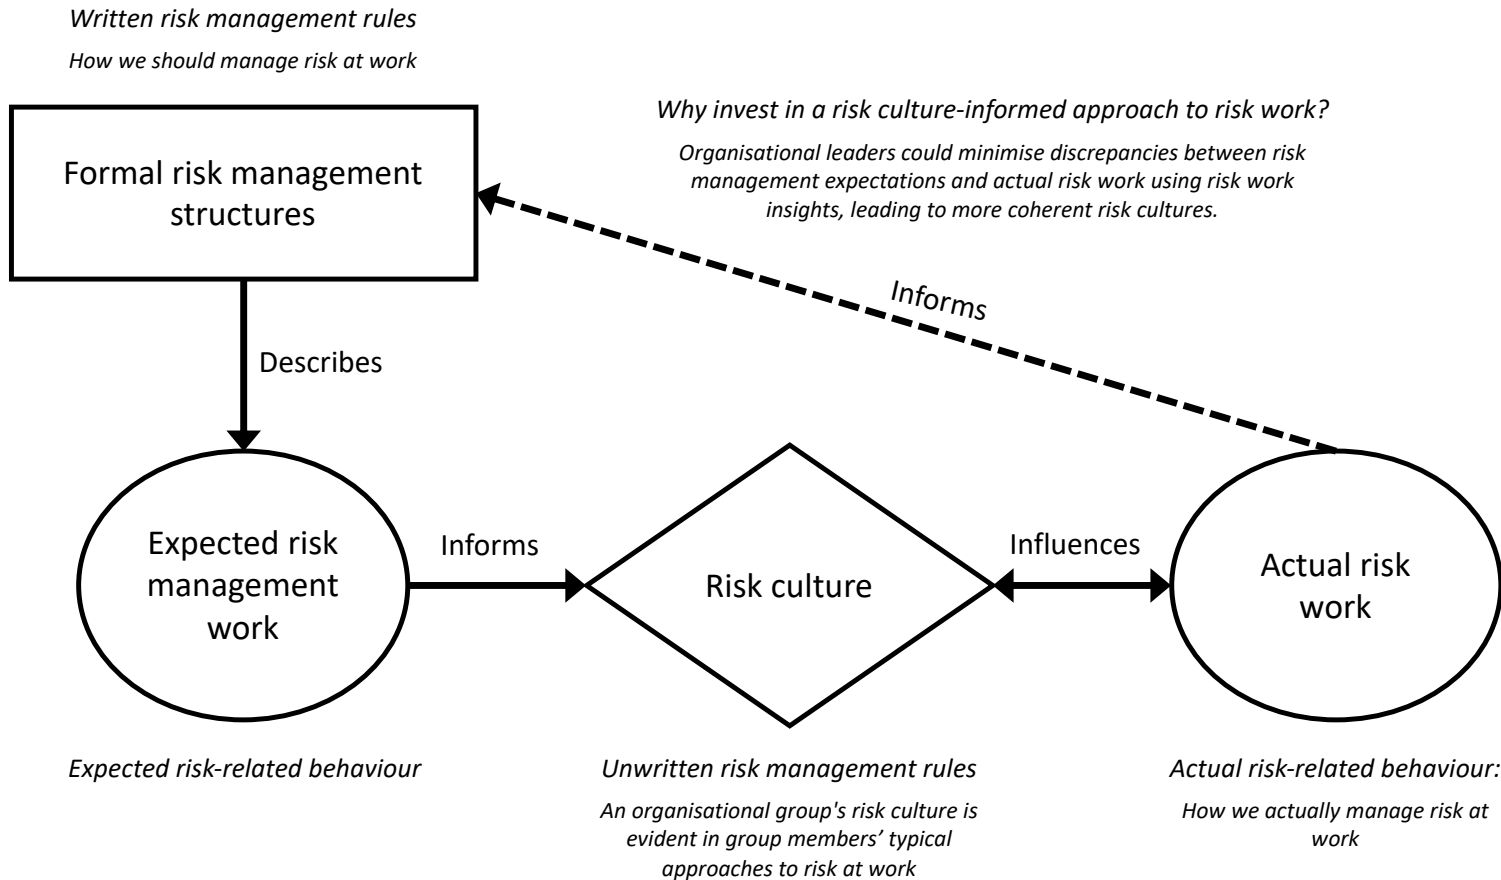 Written risk management rules
How we should manage risk at work
Formal risk management
structures
Why invest in a risk culture-informed approach to risk work?
Organisational leaders could minimise discrepancies between risk
management expectations and actual risk work using risk work
insights, leading to more coherent risk cultures.
Informs
Describes
Expected risk
management
work
Informs
Risk culture
Influences
Actual risk
work
Expected risk-related behaviour
Unwritten risk management rules
An organisational group's risk culture is
evident in group members’ typical
approaches to risk at work
Actual risk-related behaviour:
How we actually manage risk at
work